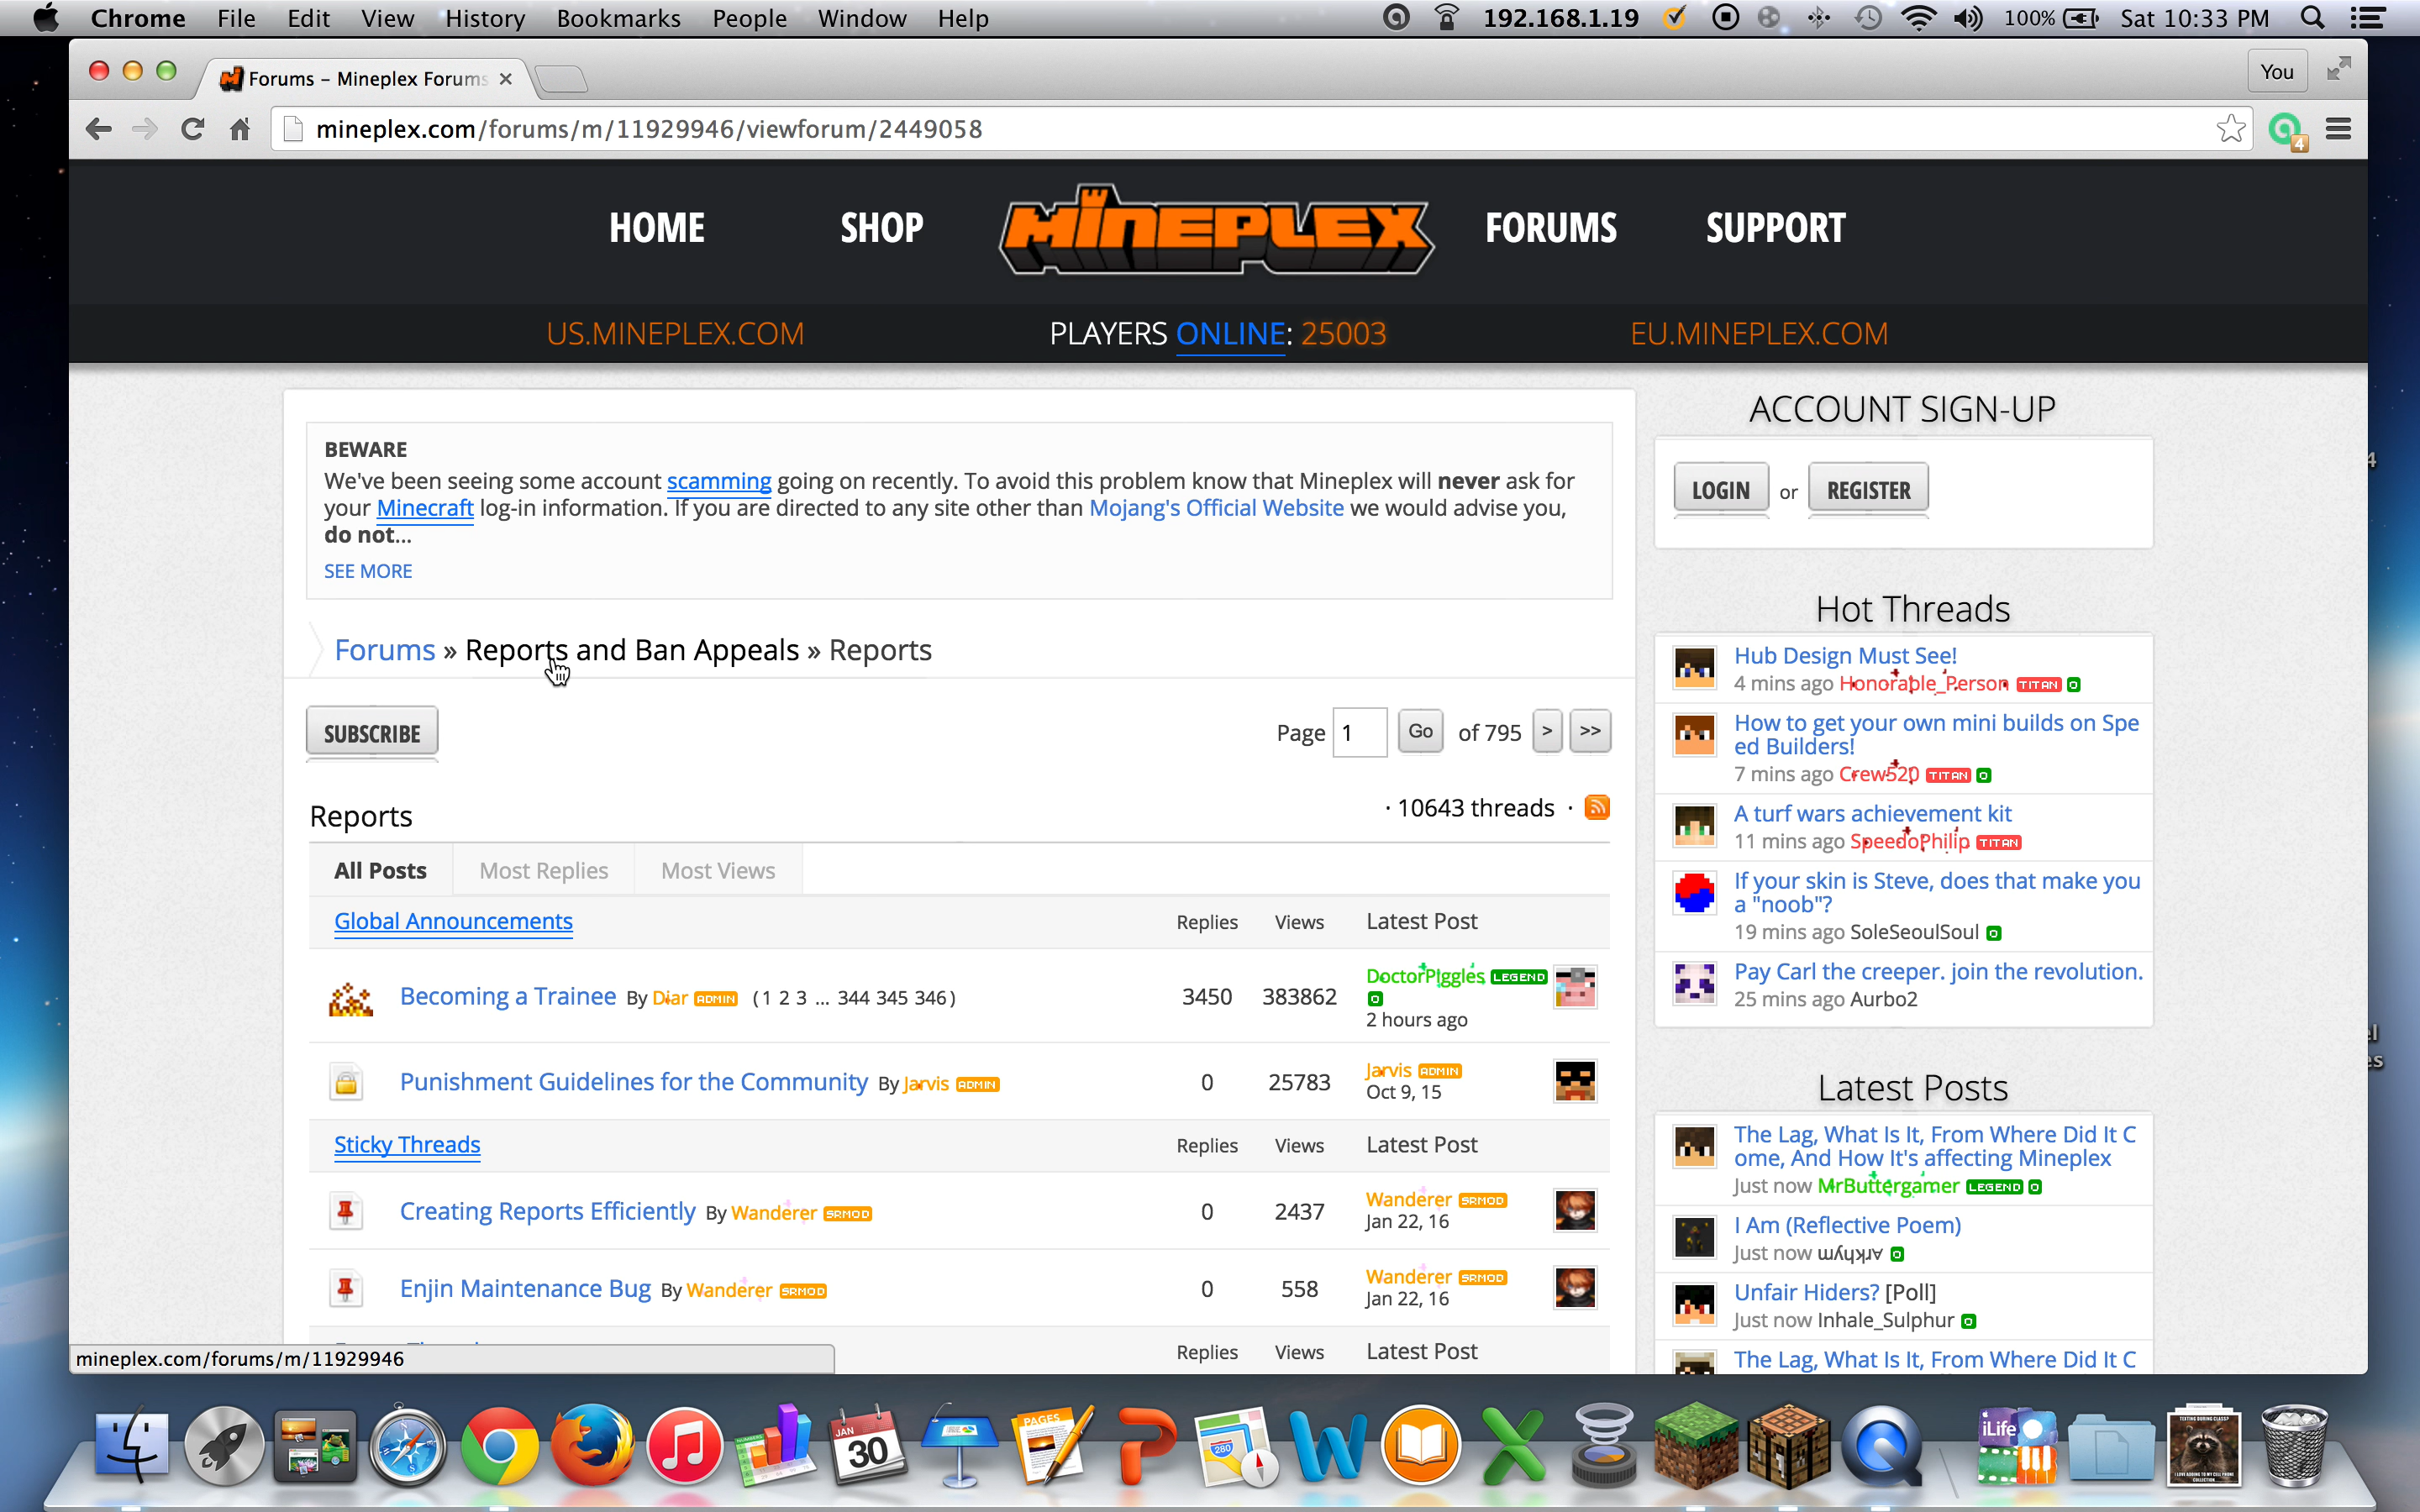 Chrome File Edit View History Bookmarks People Window Help 192.168.1.19 100% Sat 10:33 PM
Forums – Mineplex Forums
You
mineplex.com/forums/m/11929946/viewforum/2449058
4
HOME SHOP MINEPLEX FORUMS SUPPORT
US.MINEPLEX.COM PLAYERS ONLINE: 25003 EU.MINEPLEX.COM
BEWARE
We've been seeing some account scamming going on recently. To avoid this problem know that Mineplex will never ask for
your Minecraft log-in information. If you are directed to any site other than Mojang's Official Website we would advise you,
do not...
SEE MORE
Forums » Reports and Ban Appeals » Reports
SUBSCRIBE
Page 1 Go of 795 > >>
Reports
· 10643 threads ·
All Posts Most Replies Most Views
Global Announcements Replies Views Latest Post
Becoming a Trainee By Diar ADMIN (1 2 3 ... 344 345 346) 3450 383862
DoctorPiggles LEGEND
O
2 hours ago
Punishment Guidelines for the Community By Jarvis ADMIN 0 25783
Jarvis ADMIN
Oct 9, 15
Sticky Threads Replies Views Latest Post
Creating Reports Efficiently By Wanderer SRMOD 0 2437
Wanderer SRMOD
Jan 22, 16
Enjin Maintenance Bug By Wanderer SRMOD 0 558
Wanderer SRMOD
Jan 22, 16
Replies Views Latest Post
mineplex.com/forums/m/11929946
ACCOUNT SIGN-UP
LOGIN or REGISTER
Hot Threads
Hub Design Must See!
4 mins ago Honorable_Person TITAN O
How to get your own mini builds on Spe
ed Builders!
7 mins ago Crew520 TITAN O
A turf wars achievement kit
11 mins ago SpeedoPhilip TITAN
If your skin is Steve, does that make you
a "noob"?
19 mins ago SoleSeoulSoul O
Pay Carl the creeper. join the revolution.
25 mins ago Aurbo2
Latest Posts
The Lag, What Is It, From Where Did It C
ome, And How It's affecting Mineplex
Just now MrButtergamer LEGEND O
I Am (Reflective Poem)
Just now O
Unfair Hiders? [Poll]
Just now Inhale_Sulphur O
The Lag, What Is It, From Where Did It C
JAN
30
PAGES
280
iLife
TEXTING DURING CLASS?